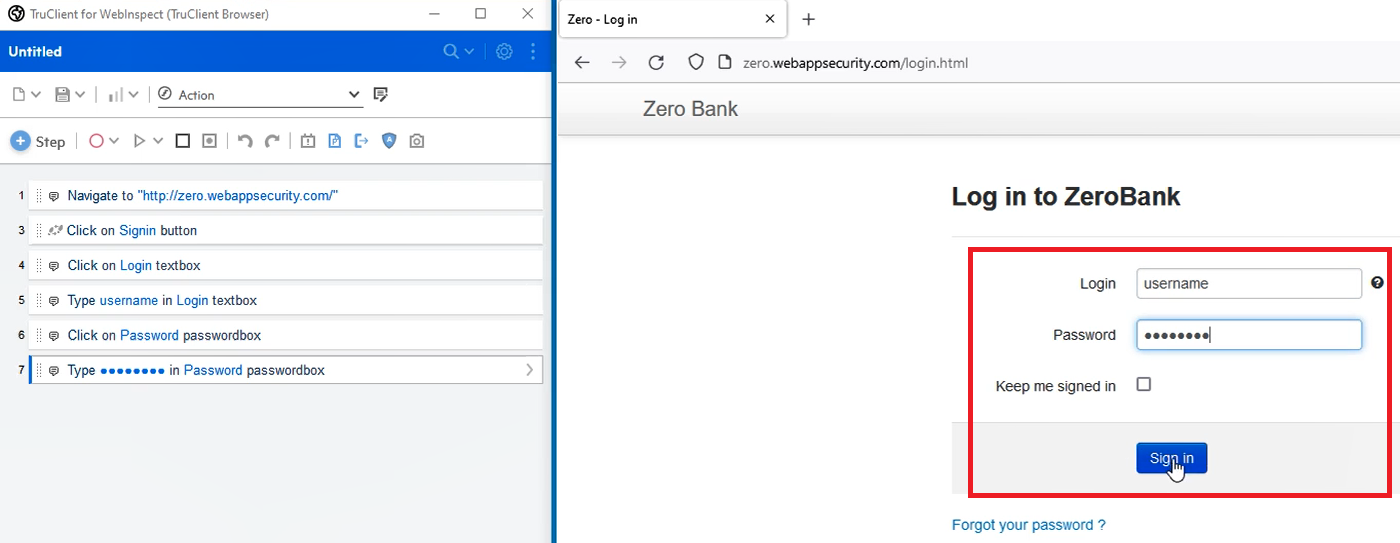 TruClient for WebInspect (TruClient Browser)
Untitled
Action
Step
1 Navigate to "http://zero.webappsecurity.com/"
3 Click on Signin button
4 Click on Login textbox
5 Type username in Login textbox
6 Click on Password passwordbox
7 Type ●●●●●●●● in Password passwordbox
Zero - Log in
zero.webappsecurity.com/login.html
Zero Bank
Log in to ZeroBank
Login username
Password ●●●●●●●●
Keep me signed in
Sign in
Forgot your password ?